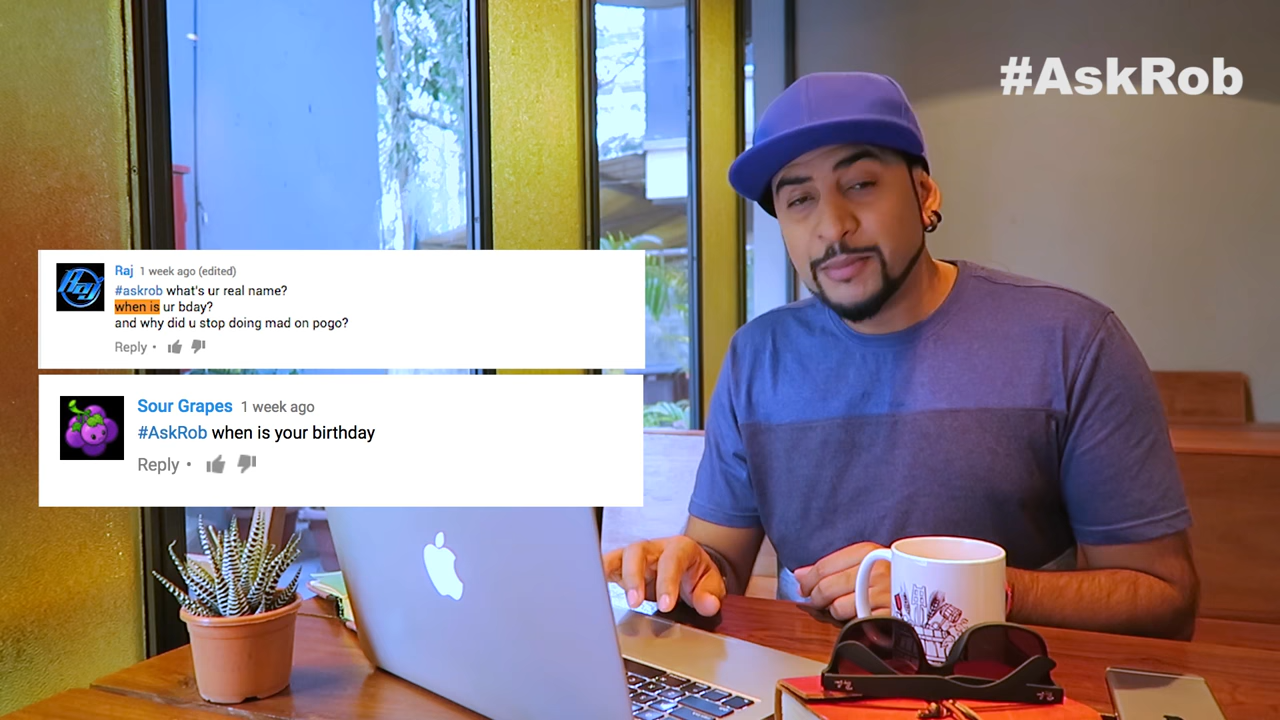 #AskRob
Raj 1 week ago (edited)
#askrob what's ur real name?
when is ur bday?
and why did u stop doing mad on pogo?
Reply •
Sour Grapes 1 week ago
#AskRob when is your birthday
Reply •